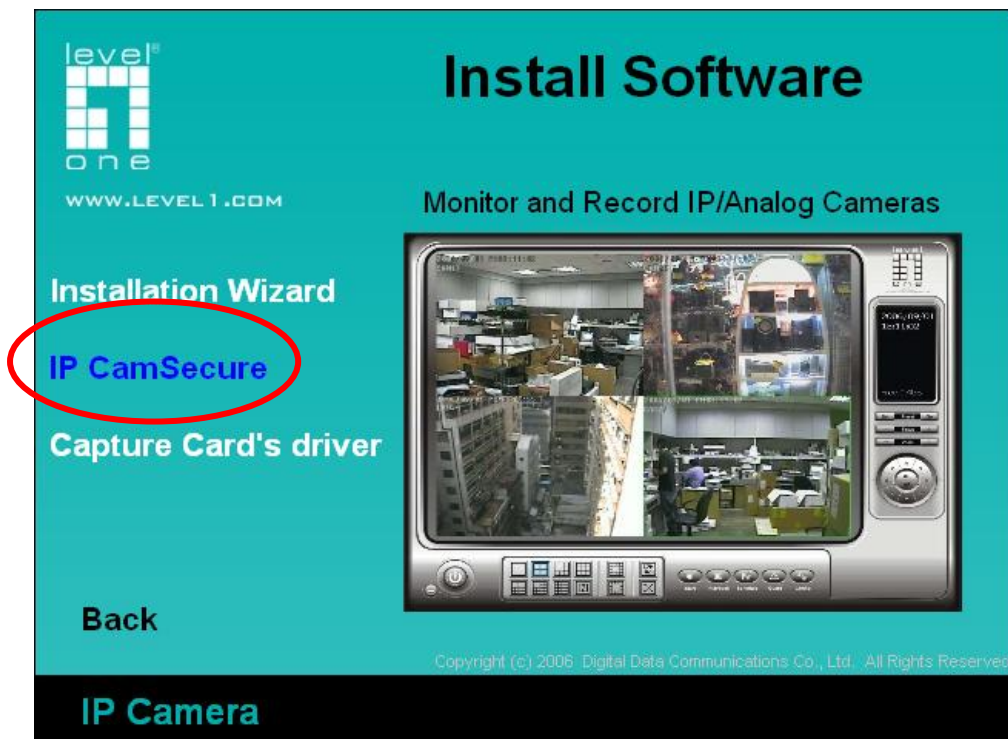 level®
one
WWW.LEVEL1.COM
Install Software
Monitor and Record IP/Analog Cameras
Installation Wizard
IP CamSecure
Capture Card's driver
Back
Copyright (c) 2006 Digital Data Communications Co., Ltd. All Rights Reserved
IP Camera